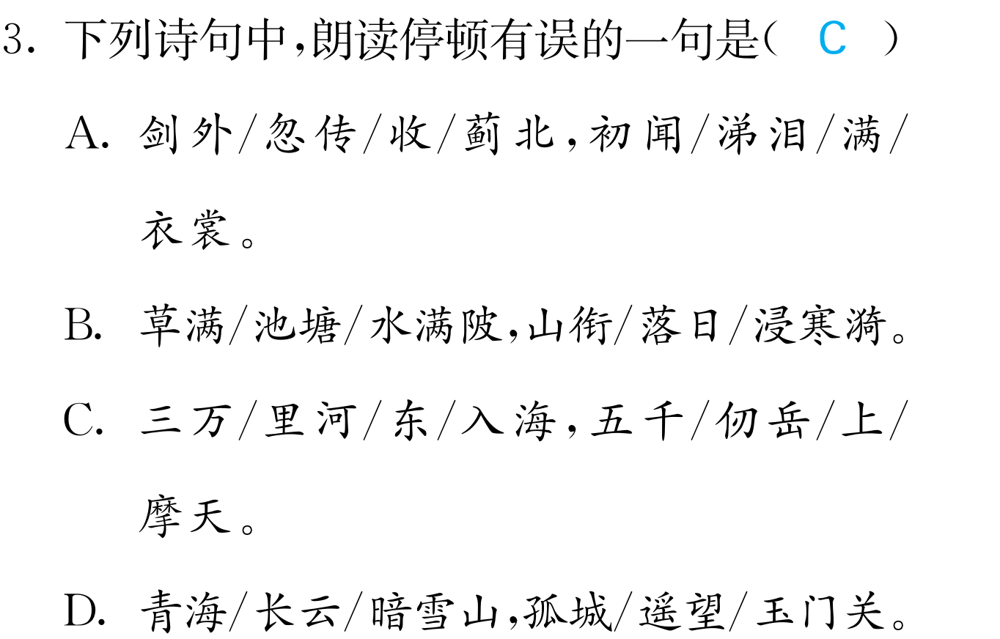 3. 下列诗句中,朗读停顿有误的一句是( C )
A. 剑外/忽传/收/蓟北,初闻/涕泪/满/
衣裳。
B. 草满/池塘/水满陂,山衔/落日/浸寒漪。
C. 三万/里河/东/入海,五千/仞岳/上/
摩天。
D. 青海/长云/暗雪山,孤城/遥望/玉门关。